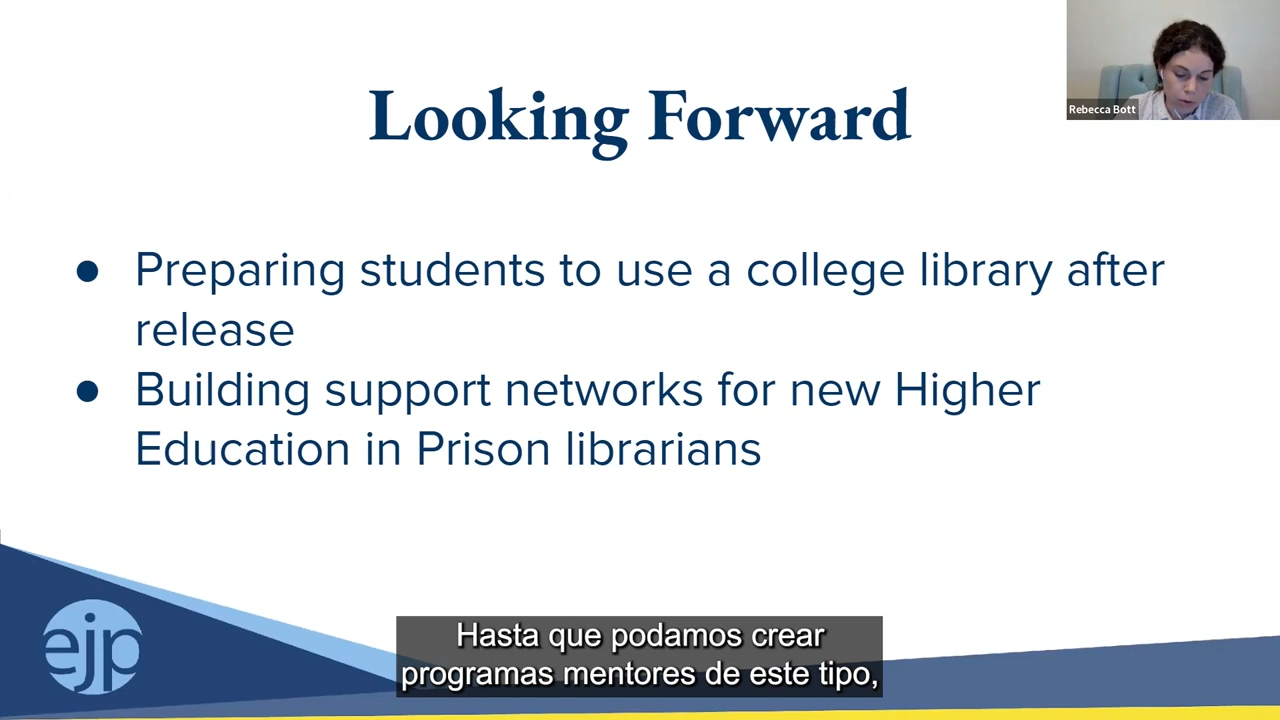 Rebecca Bott
Looking Forward
● Preparing students to use a college library after
release
● Building support networks for new Higher
Education in Prison librarians
ejp
Hasta que podamos crear
programas mentores de este tipo,